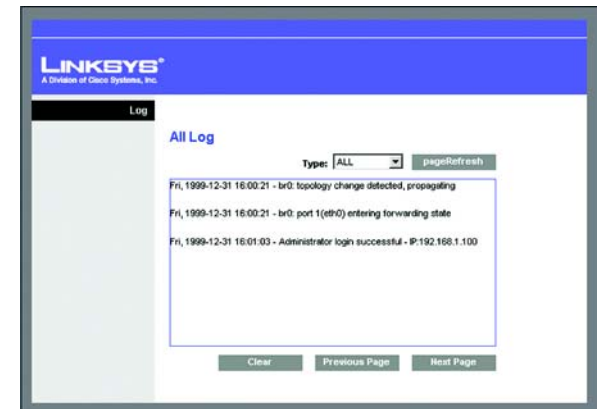 LINKSYS®
A Division of Cisco Systems, Inc.
Log
All Log
Type: ALL pageRefresh
Fri, 1999-12-31 16:00:21 - br0: topology change detected, propagating
Fri, 1999-12-31 16:00:21 - br0: port 1(eth0) entering forwarding state
Fri, 1999-12-31 16:01:03 - Administrator login successful - IP:192.168.1.100
Clear Previous Page Next Page